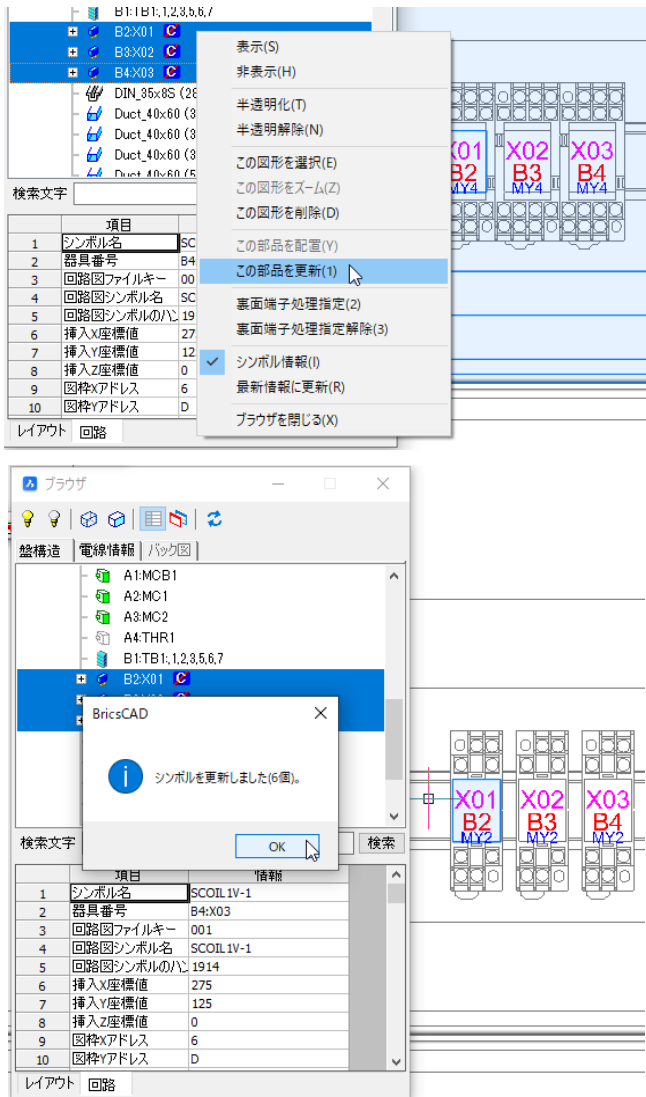 B1:TB1:,1,2,3,5,6,7
B2:X01
B3:X02
B4:X03
DIN_35x8S (28
Duct_40x60 (3
Duct_40x60 (3
Duct_40x60 (3
Duct_40x60 (5
検索文字
項目
1 シンボル名 SC
2 器具番号 B4
3 回路図ファイルキー 00
4 回路図シンボル名 SC
5 回路図シンボルのハン 19
6 挿入X座標値 27
7 挿入Y座標値 12
8 挿入Z座標値 0
9 図枠Xアドレス 6
10 図枠Yアドレス D
レイアウト 回路
表示(S)
非表示(H)
半透明化(T)
半透明解除(N)
この図形を選択(E)
この図形をズーム(Z)
この図形を削除(D)
この部品を配置(Y)
この部品を更新(1)
裏面端子処理指定(2)
裏面端子処理指定解除(3)
シンボル情報(I)
最新情報に更新(R)
ブラウザを閉じる(X)
X01 X02 X03
B2 B3 B4
MY4 MY4 MY4
ブラウザ
盤構造 電線情報 バック図
A1:MCB1
A2:MC1
A3:MC2
A4:THR1
B1:TB1:,1,2,3,5,6,7
B2:X01
BricsCAD
シンボルを更新しました(6個)。
OK
検索文字 検索
項目 情報
1 シンボル名 SCOIL1V-1
2 器具番号 B4:X03
3 回路図ファイルキー 001
4 回路図シンボル名 SCOIL1V-1
5 回路図シンボルのハン 1914
6 挿入X座標値 275
7 挿入Y座標値 125
8 挿入Z座標値 0
9 図枠Xアドレス 6
10 図枠Yアドレス D
レイアウト 回路
X01 X02 X03
B2 B3 B4
MY2 MY2 MY2